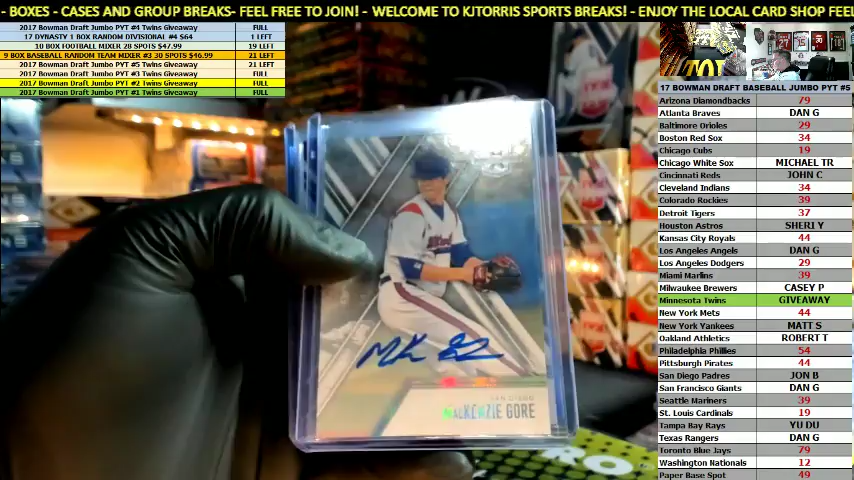 - BOXES - CASES AND GROUP BREAKS- FEEL FREE TO JOIN! - WELCOME TO KJTORRIS SPORTS BREAKS! - ENJOY THE LOCAL CARD SHOP FEEL
2017 Bowman Draft Jumbo PYT #4 Twins Giveaway FULL
17 DYNASTY 1 BOX RANDOM DIVISIONAL #4 $64 1 LEFT
10 BOX FOOTBALL MIXER 28 SPOTS $47.99 19 LEFT
9 BOX BASEBALL RANDOM TEAM MIXER #3 30 SPOTS $46.99 21 LEFT
2017 Bowman Draft Jumbo PYT #5 Twins Giveaway 21 LEFT
2017 Bowman Draft Jumbo PYT #3 Twins Giveaway FULL
2017 Bowman Draft Jumbo PYT #2 Twins Giveaway FULL
2017 Bowman Draft Jumbo PYT #1 Twins Giveaway FULL
17 BOWMAN DRAFT BASEBALL JUMBO PYT #5
Arizona Diamondbacks 79
Atlanta Braves DAN G
Baltimore Orioles 29
Boston Red Sox 34
Chicago Cubs 19
Chicago White Sox MICHAEL TR
Cincinnati Reds JOHN C
Cleveland Indians 34
Colorado Rockies 39
Detroit Tigers 37
Houston Astros SHERI Y
Kansas City Royals 44
Los Angeles Angels DAN G
Los Angeles Dodgers 29
Miami Marlins 39
Milwaukee Brewers CASEY P
Minnesota Twins GIVEAWAY
New York Mets 44
New York Yankees MATT S
Oakland Athletics ROBERT T
Philadelphia Phillies 54
Pittsburgh Pirates 44
San Diego Padres JON B
San Francisco Giants DAN G
Seattle Mariners 39
St. Louis Cardinals 19
Tampa Bay Rays YU DU
Texas Rangers DAN G
Toronto Blue Jays 79
Washington Nationals 12
Paper Base Spot 49
SAN DIEGO
MACKENZIE GORE